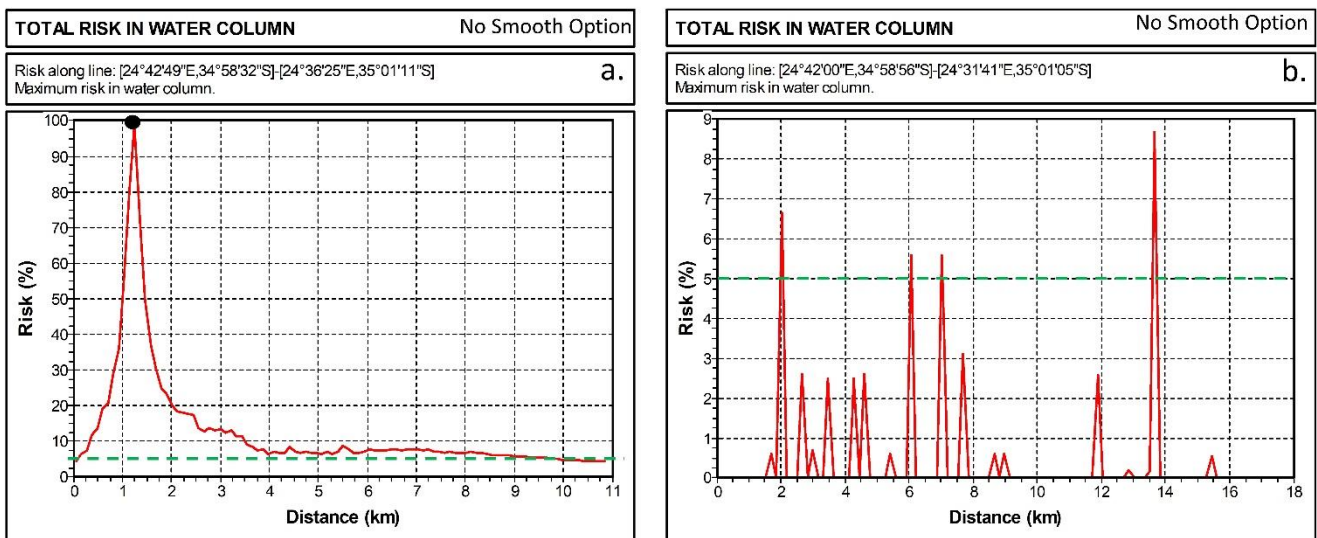 TOTAL RISK IN WATER COLUMN No Smooth Option
Risk along line: [24°42'49"E,34°58'32"S]-[24°36'25"E,35°01'11"S] a.
Maximum risk in water column.
100
90
80
70
60
50
40
30
20
10
0
Risk (%)
0 1 2 3 4 5 6 7 8 9 10 11
Distance (km)
TOTAL RISK IN WATER COLUMN No Smooth Option
Risk along line: [24°42'00"E,34°58'56"S]-[24°31'41"E,35°01'05"S] b.
Maximum risk in water column.
9
8
7
6
5
4
3
2
1
0
Risk (%)
0 2 4 6 8 10 12 14 16 18
Distance (km)